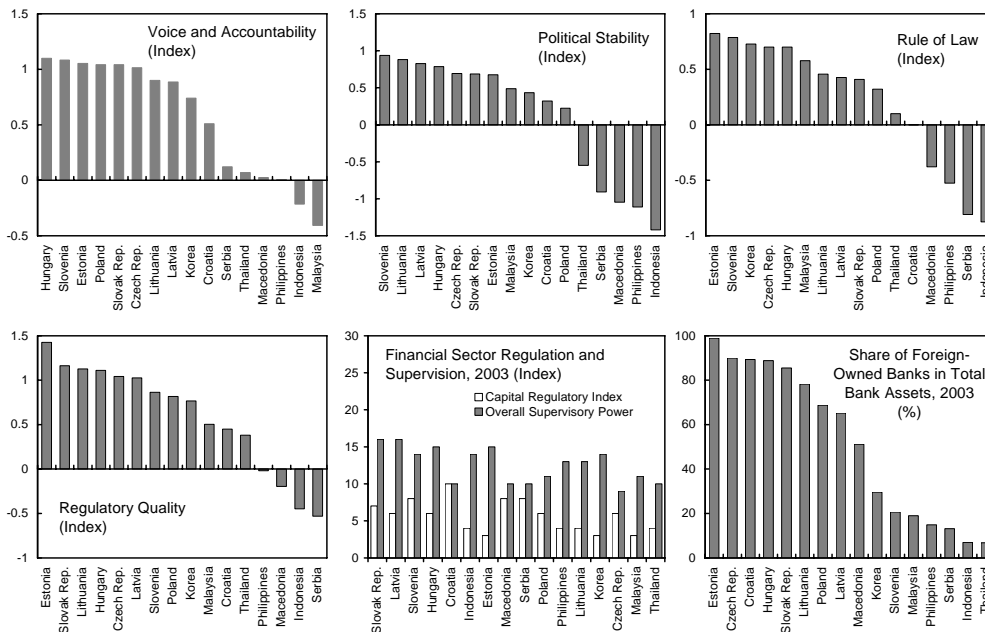 Voice and Accountability
(Index)
1.5
1
0.5
0
-0.5
Hungary
Slovenia
Estonia
Poland
Slovak Rep.
Czech Rep.
Lithuania
Latvia
Korea
Croatia
Serbia
Thailand
Macedonia
Philippines
Indonesia
Malaysia
Political Stability
(Index)
1.5
1
0.5
0
-0.5
-1
-1.5
Slovenia
Lithuania
Latvia
Hungary
Czech Rep.
Slovak Rep.
Estonia
Malaysia
Korea
Croatia
Poland
Thailand
Serbia
Macedonia
Philippines
Indonesia
Rule of Law
(Index)
1
0.5
0
-0.5
-1
Estonia
Slovenia
Korea
Czech Rep.
Hungary
Malaysia
Lithuania
Latvia
Slovak Rep.
Poland
Thailand
Croatia
Macedonia
Philippines
Serbia
Indonesia
Regulatory Quality
(Index)
1.5
1
0.5
0
-0.5
-1
Estonia
Slovak Rep.
Lithuania
Hungary
Czech Rep.
Latvia
Slovenia
Poland
Korea
Malaysia
Croatia
Thailand
Philippines
Macedonia
Indonesia
Serbia
Financial Sector Regulation and
Supervision, 2003 (Index)
Capital Regulatory Index
Overall Supervisory Power
30
25
20
15
10
5
0
Slovak Rep.
Latvia
Slovenia
Hungary
Croatia
Indonesia
Estonia
Macedonia
Serbia
Poland
Philippines
Lithuania
Korea
Czech Rep.
Malaysia
Thailand
Share of Foreign-
Owned Banks in Total
Bank Assets, 2003
(%)
100
80
60
40
20
0
Estonia
Czech Rep.
Croatia
Hungary
Slovak Rep.
Lithuania
Poland
Latvia
Macedonia
Korea
Slovenia
Malaysia
Philippines
Serbia
Indonesia
Thailand